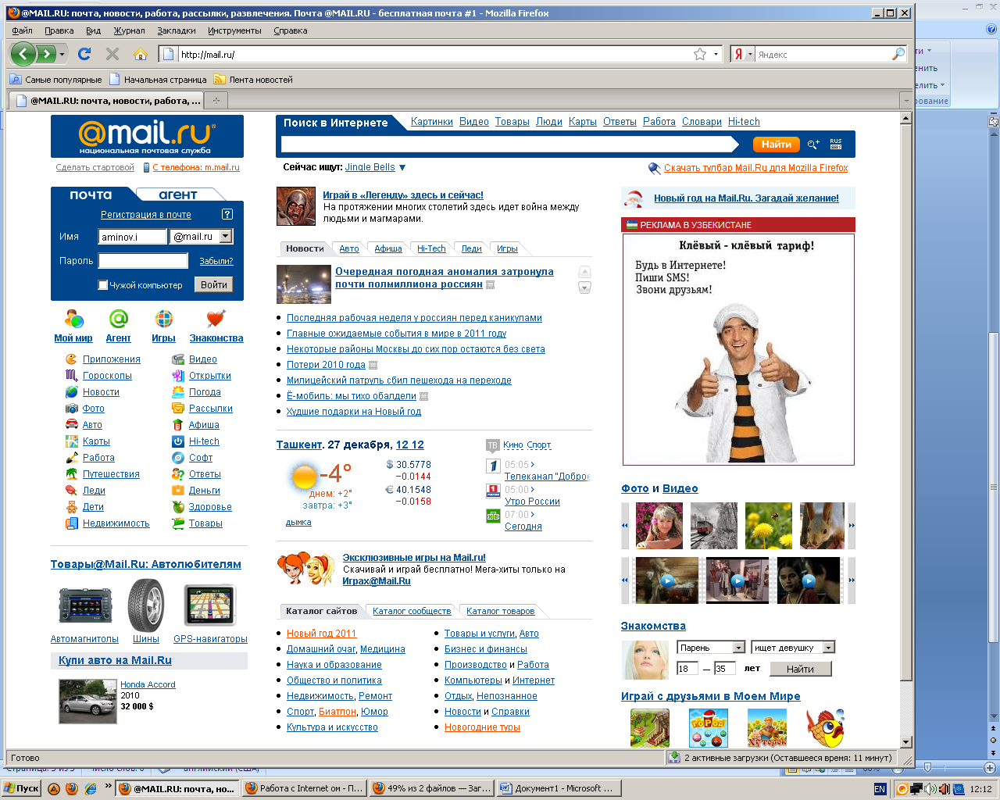 @MAIL.RU: почта, новости, работа, рассылки, развлечения. Почта @MAIL.RU - бесплатная почта #1 - Mozilla Firefox
Файл Правка Вид Журнал Закладки Инструменты Справка
http://mail.ru/
Я Яндекс
Самые популярные Начальная страница Лента новостей
@MAIL.RU: почта, новости, работа, ...
@mail.ru
национальная почтовая служба
Сделать стартовой С телефона: m.mail.ru
Поиск в Интернете Картинки Видео Товары Люди Карты Ответы Работа Словари Hi-tech
Найти RUS
Сейчас ищут: Jingle Bells
Скачать тулбар Mail.Ru для Mozilla Firefox
почта агент
Регистрация в почте ?
Имя aminov.i @mail.ru
Пароль Забыли?
Чужой компьютер Войти
Мой мир Агент Игры Знакомства
Приложения Видео
Гороскопы Открытки
Новости Погода
Фото Рассылки
Авто Афиша
Карты Hi-tech
Работа Софт
Путешествия Ответы
Леди Деньги
Дети Здоровье
Недвижимость Товары
Товары@Mail.Ru: Автолюбителям
Автомагнитолы Шины GPS-навигаторы
Купи авто на Mail.Ru
Honda Accord
2010
32 000 $
Играй в «Легенду» здесь и сейчас!
На протяжении многих столетий здесь идет война между
людьми и магмарами.
Новости Авто Афиша Hi-Tech Леди Игры
Очередная погодная аномалия затронула
почти полмиллиона россиян
Последняя рабочая неделя у россиян перед каникулами
Главные ожидаемые события в мире в 2011 году
Некоторые районы Москвы до сих пор остаются без света
Потери 2010 года
Милицейский патруль сбил пешехода на переходе
Ё-мобиль: мы тихо обалдели
Худшие подарки на Новый год
Ташкент. 27 декабря, 12 12
-4°
днем: +2°
завтра: +3°
дымка
$ 30.5778
−0.0144
€ 40.1548
−0.0158
ТВ Кино Спорт
05:05
Телеканал "Доброе
05:00
Утро России
07:00
Сегодня
Эксклюзивные игры на Mail.ru!
Скачивай и играй бесплатно! Мега-хиты только на
Играх@Mail.Ru
Каталог сайтов Каталог сообществ Каталог товаров
Новый год 2011 Товары и услуги, Авто
Домашний очаг, Медицина Бизнес и финансы
Наука и образование Производство и Работа
Общество и политика Компьютеры и Интернет
Недвижимость, Ремонт Отдых, Непознанное
Спорт, Биатлон, Юмор Новости и Справки
Культура и искусство Новогодние туры
Новый год на Mail.Ru. Загадай желание!
РЕКЛАМА В УЗБЕКИСТАНЕ
Клёвый - клёвый тариф!
Будь в Интернете!
Пиши SMS!
Звони друзьям!
Фото и Видео
Знакомства
Парень ищет девушку
18 — 35 лет Найти
Играй с друзьями в Моем Мире
ГОРОД Хуторок
Готово 2 активные загрузки (Оставшееся время: 11 минут)
Пуск » @MAIL.RU: почта, но... Работа с Internet ом - П... 49% из 2 файлов — Заг... Документ1 - Microsoft ... EN 12:12